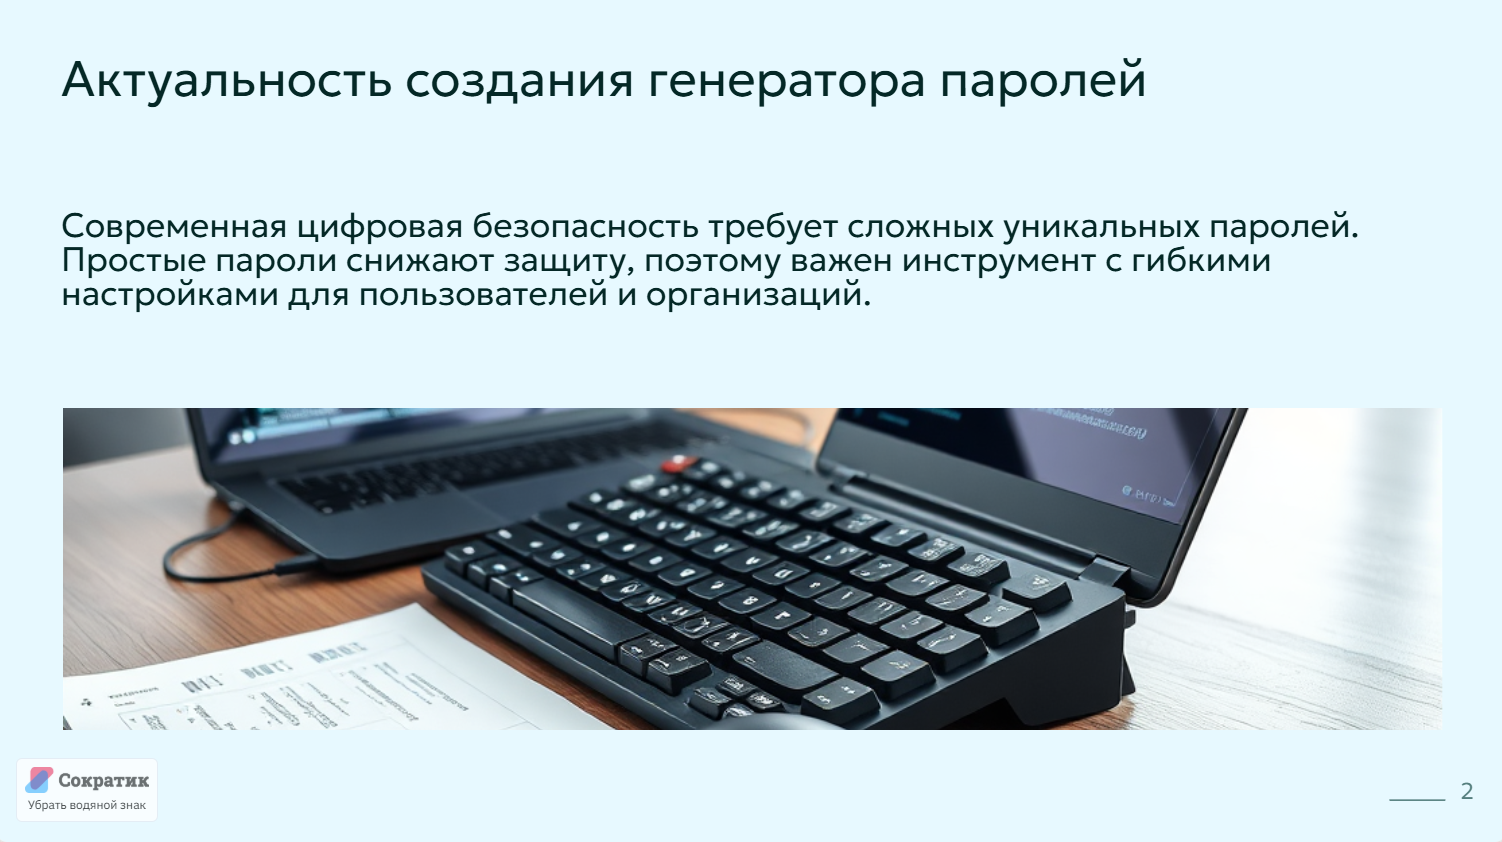 Актуальность создания генератора паролей
Современная цифровая безопасность требует сложных уникальных паролей.
Простые пароли снижают защиту, поэтому важен инструмент с гибкими
настройками для пользователей и организаций.
Сократик
Убрать водяной знак
2